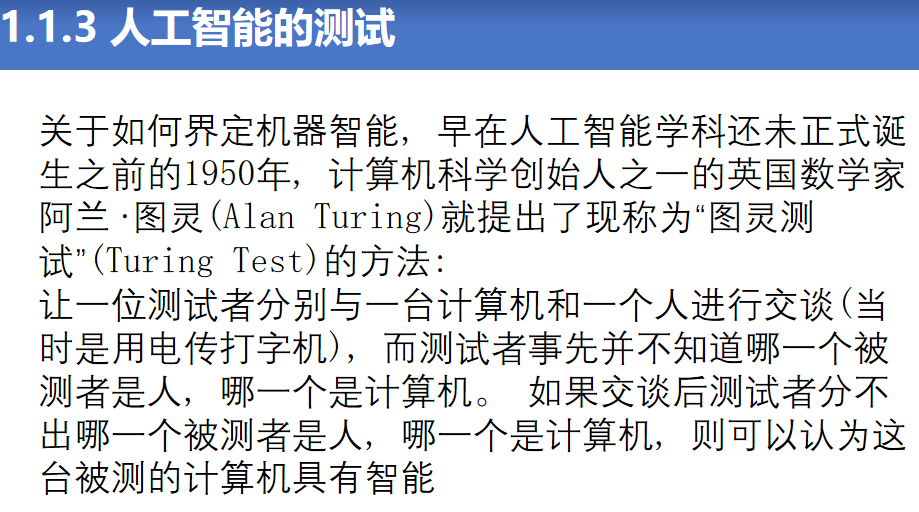 1.1.3 人工智能的测试
关于如何界定机器智能，早在人工智能学科还未正式诞
生之前的1950年，计算机科学创始人之一的英国数学家
阿兰·图灵(Alan Turing)就提出了现称为“图灵测
试”(Turing Test)的方法:
让一位测试者分别与一台计算机和一个人进行交谈(当
时是用电传打字机)，而测试者事先并不知道哪一个被
测者是人，哪一个是计算机。 如果交谈后测试者分不
出哪一个被测者是人，哪一个是计算机，则可以认为这
台被测的计算机具有智能